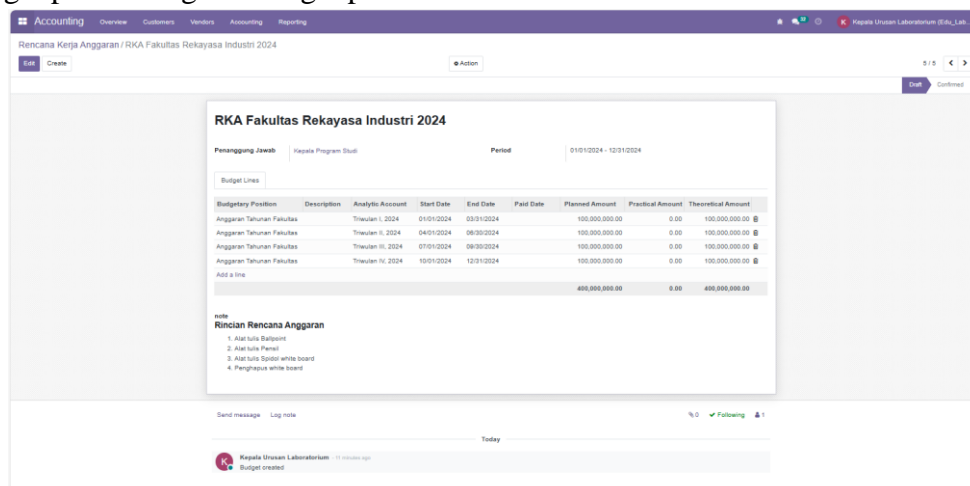 Accounting Overview Customers Vendors Accounting Reporting Kepala Urusan Laboratorium (Edu_Lab...
Rencana Kerja Anggaran / RKA Fakultas Rekayasa Industri 2024
Edit Create Action 5 / 5
Draft Confirmed
RKA Fakultas Rekayasa Industri 2024
Penanggung Jawab Kepala Program Studi Period 01/01/2024 - 12/31/2024
Budget Lines
Budgetary Position Description Analytic Account Start Date End Date Paid Date Planned Amount Practical Amount Theoretical Amount
Anggaran Tahunan Fakultas Triwulan I, 2024 01/01/2024 03/31/2024 100,000,000.00 0.00 100,000,000.00
Anggaran Tahunan Fakultas Triwulan II, 2024 04/01/2024 06/30/2024 100,000,000.00 0.00 100,000,000.00
Anggaran Tahunan Fakultas Triwulan III, 2024 07/01/2024 09/30/2024 100,000,000.00 0.00 100,000,000.00
Anggaran Tahunan Fakultas Triwulan IV, 2024 10/01/2024 12/31/2024 100,000,000.00 0.00 100,000,000.00
Add a line
400,000,000.00 0.00 400,000,000.00
note
Rincian Rencana Anggaran
1. Alat tulis Ballpoint
2. Alat tulis Pensil
3. Alat tulis Spidol white board
4. Penghapus white board
Send message Log note 0 Following 1
Today
K Kepala Urusan Laboratorium - 11 minutes ago
Budget created